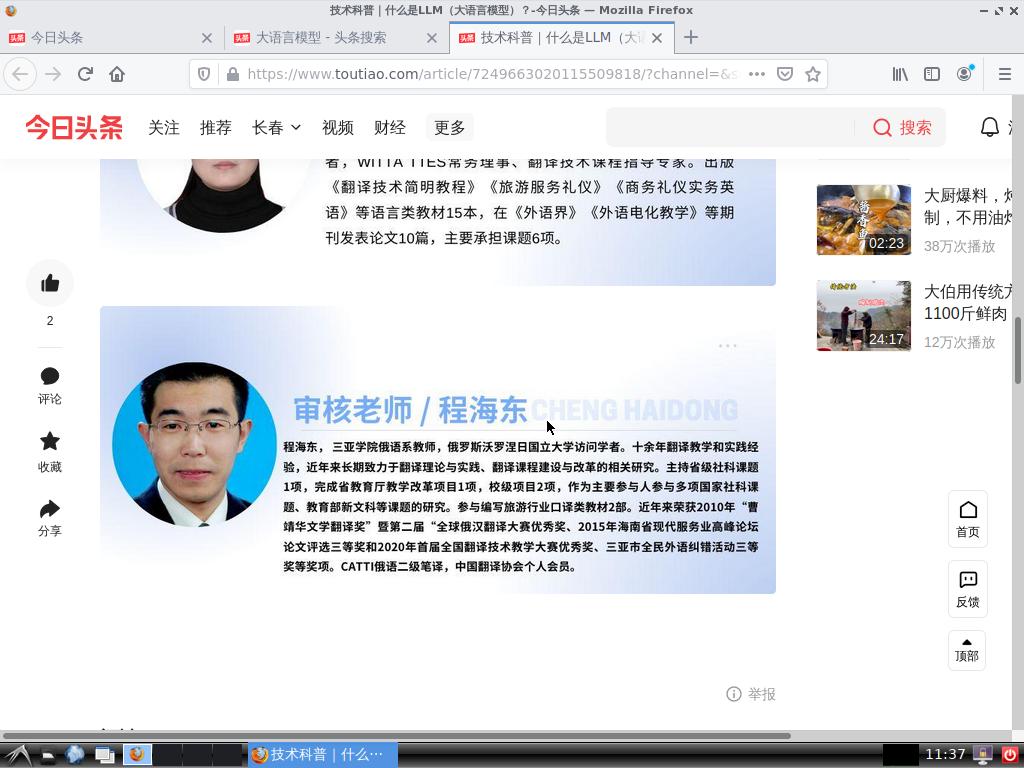 技术科普｜什么是LLM（大语言模型）？-今日头条 — Mozilla Firefox
头条 今日头条
头条 大语言模型 - 头条搜索
头条 技术科普｜什么是LLM（大语
https://www.toutiao.com/article/7249663020115509818/?channel=&s
今日头条 关注 推荐 长春 视频 财经 更多 搜索
者，WITTA TTES常务理事、翻译技术课程指导专家。出版
《翻译技术简明教程》《旅游服务礼仪》《商务礼仪实务英
语》等语言类教材15本，在《外语界》《外语电化教学》等期
刊发表论文10篇，主要承担课题6项。
2
评论
收藏
分享
审核老师 / 程海东 CHENG HAIDONG
程海东， 三亚学院俄语系教师，俄罗斯沃罗涅日国立大学访问学者。十余年翻译教学和实践经
验，近年来长期致力于翻译理论与实践、翻译课程建设与改革的相关研究。主持省级社科课题
1项，完成省教育厅教学改革项目1项，校级项目2项，作为主要参与人参与多项国家社科课
题、教育部新文科等课题的研究。参与编写旅游行业口译类教材2部。近年来荣获2010年“曹
靖华文学翻译奖”暨第二届“全球俄汉翻译大赛优秀奖、2015年海南省现代服务业高峰论坛
论文评选三等奖和2020年首届全国翻译技术教学大赛优秀奖、三亚市全民外语纠错活动三等
等奖项。CATTI俄语二级笔译，中国翻译协会个人会员。
举报
酱香鱼
02:23
大厨爆料，
制，不用油
38万次播放
24:17
大伯用传统方
1100斤鲜肉
12万次播放
首页
反馈
顶部
技术科普｜什么···
11:37